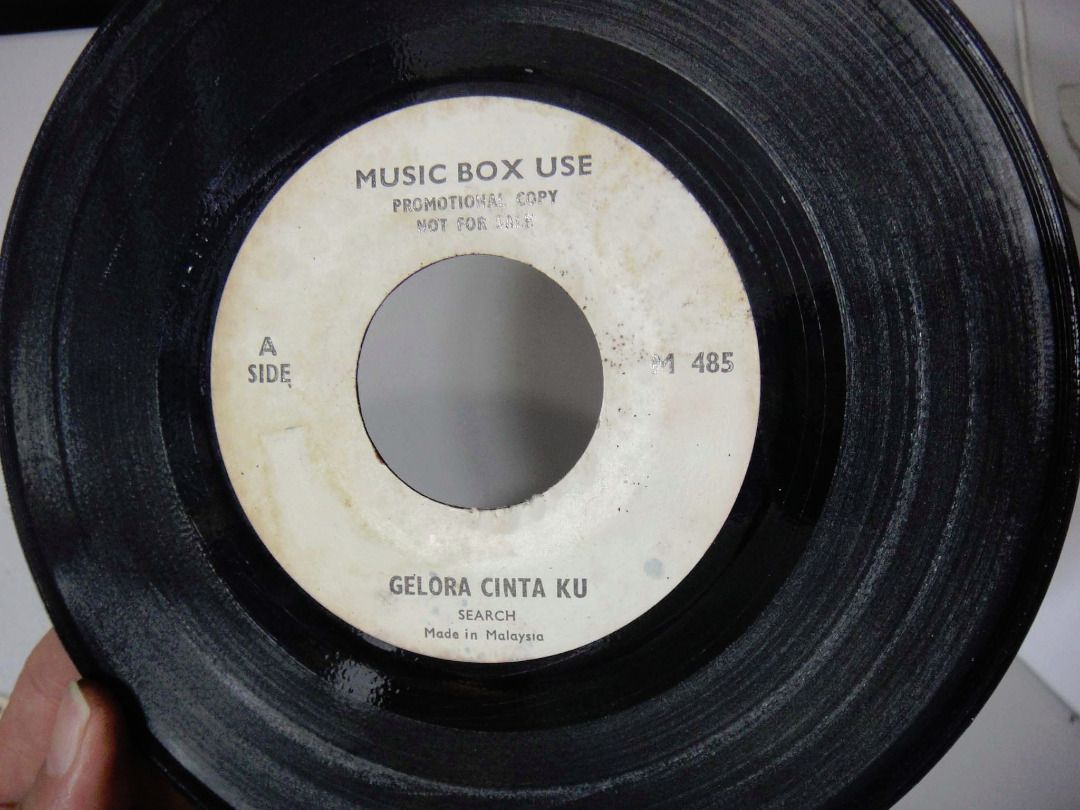 MUSIC BOX USE
PROMOTIONAL COPY
NOT FOR SALE
A
SIDE
M 485
GELORA CINTA KU
SEARCH
Made in Malaysia